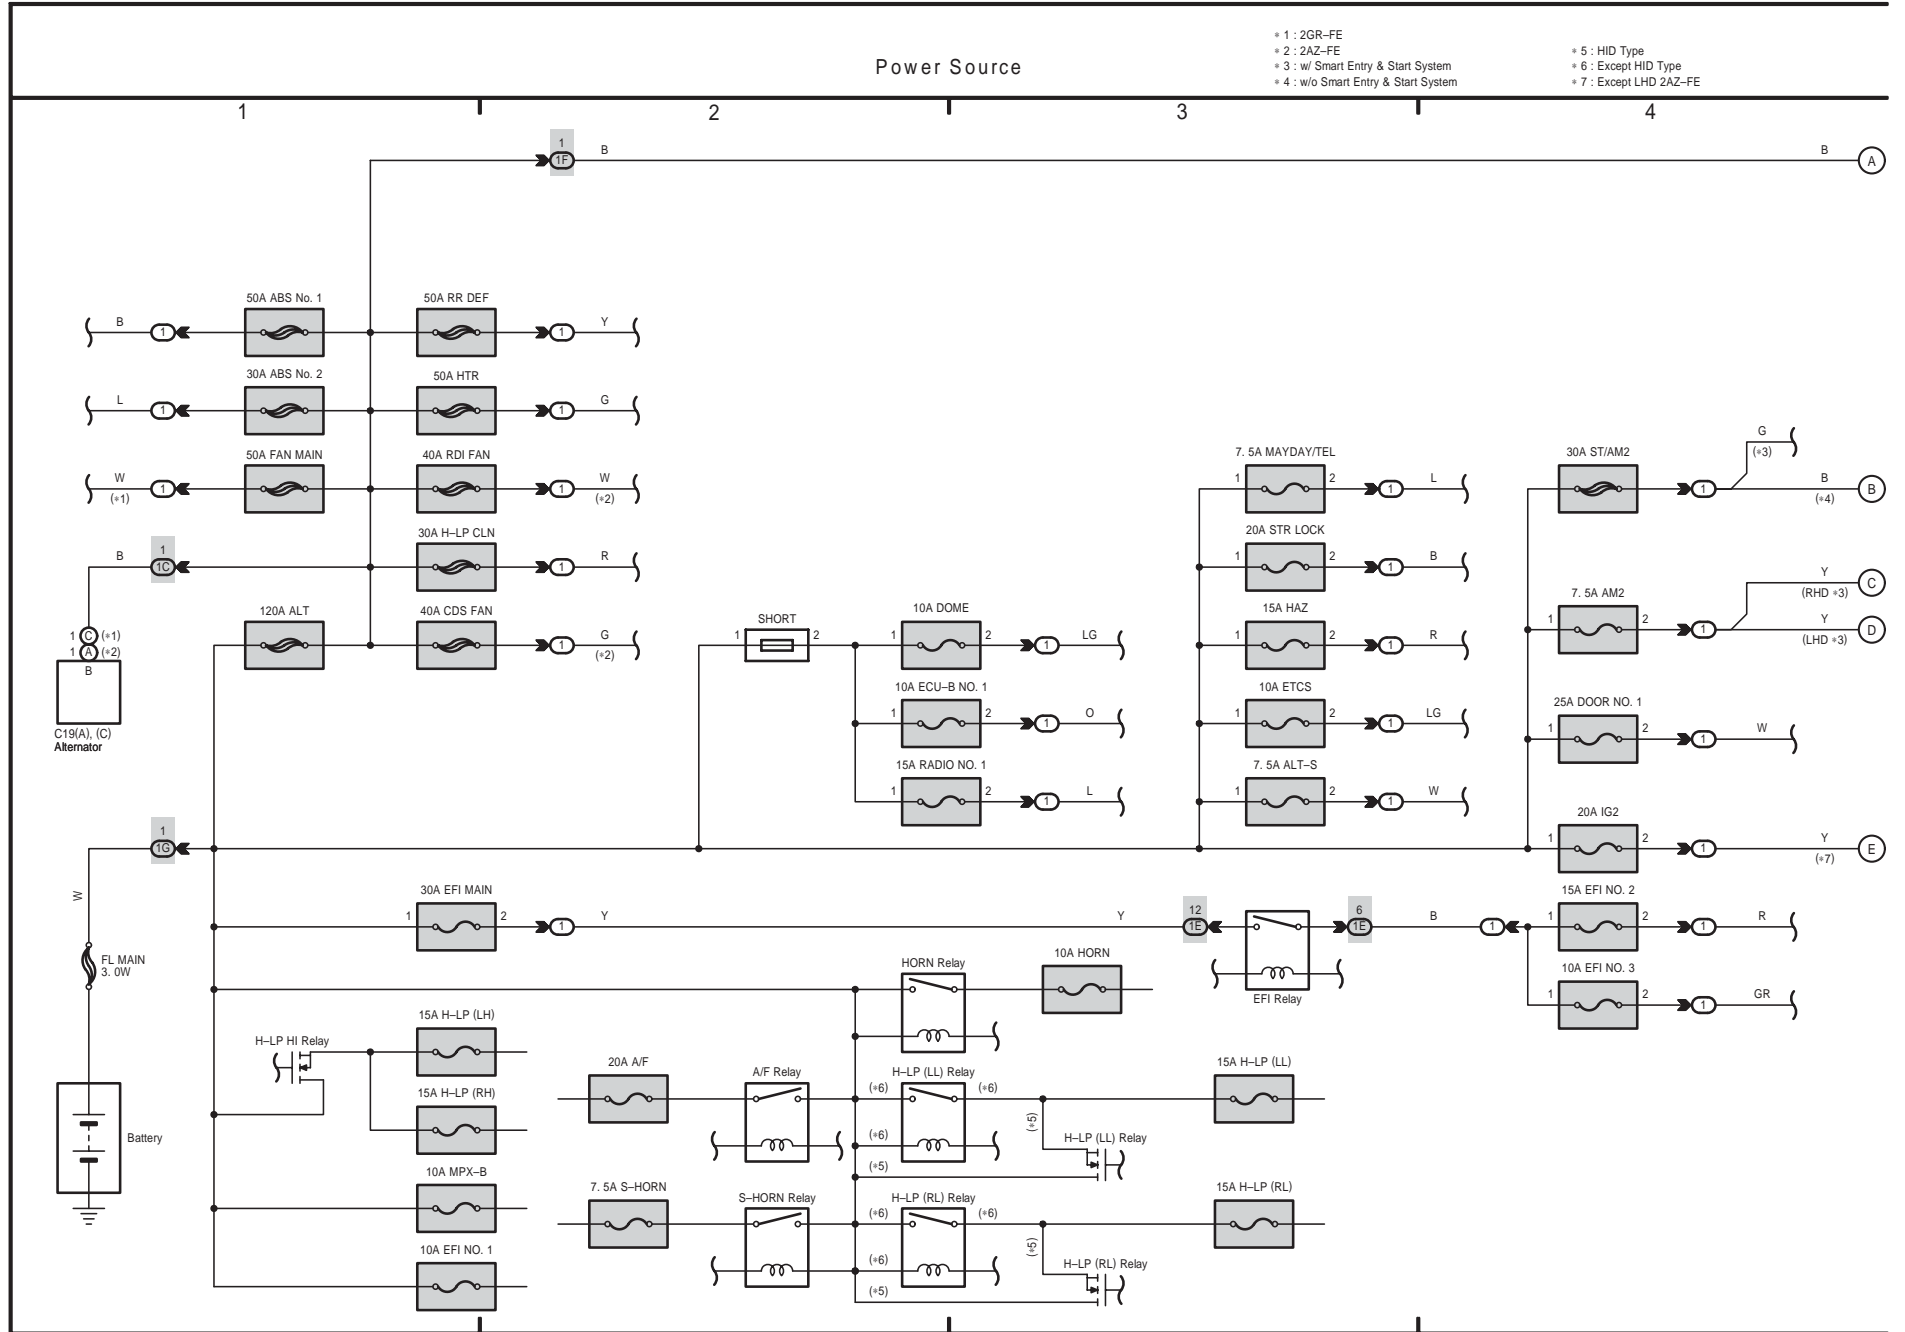 Power Source
∗ 1 : 2GR–FE
∗ 2 : 2AZ–FE
∗ 3 : w/ Smart Entry & Start System
∗ 4 : w/o Smart Entry & Start System
∗ 5 : HID Type
∗ 6 : Except HID Type
∗ 7 : Except LHD 2AZ–FE
1 2 3 4
1
1F B B A
50A ABS No. 1 50A RR DEF
B 1 1 Y
30A ABS No. 2 50A HTR
L 1 1 G
50A FAN MAIN 40A RDI FAN
W 1 1 W
(∗1) (∗2)
30A H–LP CLN
1
B 1C 1 R
120A ALT 40A CDS FAN
1 G
(∗2)
1 C (∗1)
1 A (∗2)
B
C19(A), (C)
Alternator
SHORT
1 2
10A DOME
1 2 1 LG
10A ECU–B NO. 1
1 2 1 O
15A RADIO NO. 1
1 2 1 L
7. 5A MAYDAY/TEL
1 2 1 L
20A STR LOCK
1 2 1 B
15A HAZ
1 2 1 R
10A ETCS
1 2 1 LG
7. 5A ALT–S
1 2 1 W
30A ST/AM2
1 G
(∗3)
B B
(∗4)
7. 5A AM2
1 2 1
Y C
(RHD ∗3)
Y D
(LHD ∗3)
25A DOOR NO. 1
1 2 1 W
20A IG2
1 2 1 Y E
(∗7)
1
1G
W
FL MAIN
3. 0W
Battery
30A EFI MAIN
1 2 1 Y Y
12
1E
EFI Relay
6
1E B 1
15A EFI NO. 2
1 2 1 R
10A EFI NO. 3
1 2 1 GR
HORN Relay
10A HORN
H–LP HI Relay
15A H–LP (LH)
15A H–LP (RH)
10A MPX–B
10A EFI NO. 1
20A A/F
A/F Relay
(∗6) H–LP (LL) Relay (∗6)
(∗6)
(∗5)
(∗5)
H–LP (LL) Relay
15A H–LP (LL)
7. 5A S–HORN
S–HORN Relay
(∗6) H–LP (RL) Relay (∗6)
(∗6)
(∗5)
(∗5)
H–LP (RL) Relay
15A H–LP (RL)